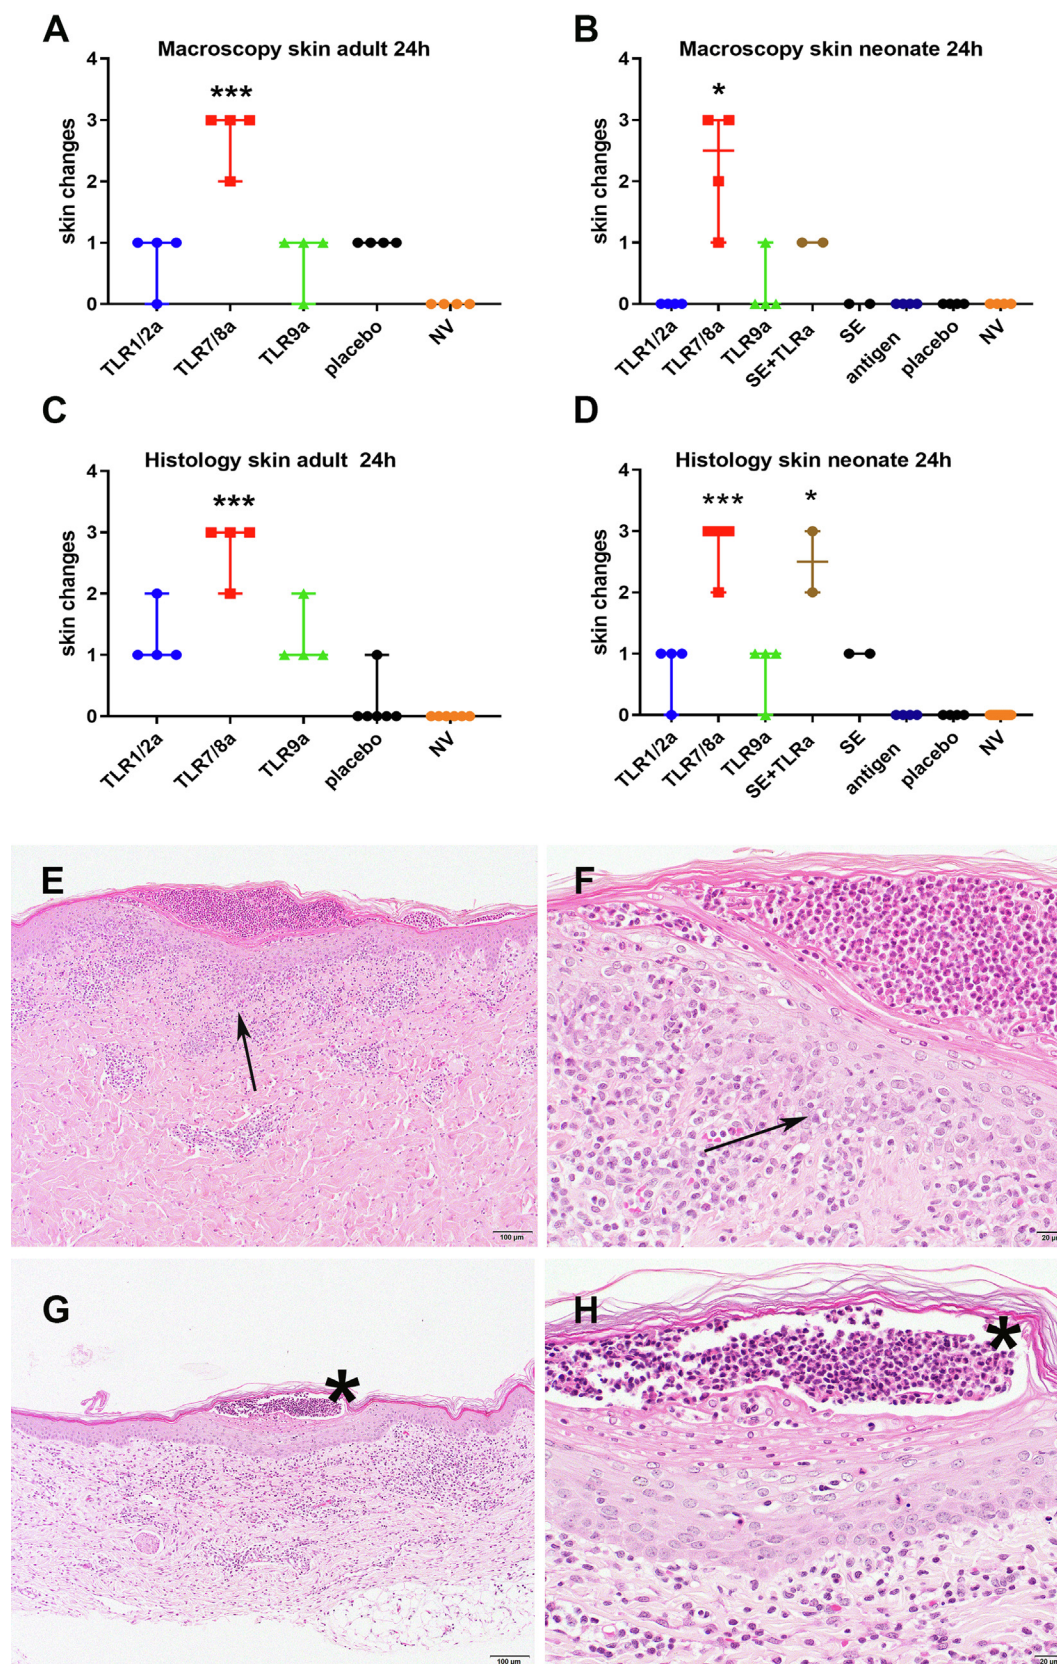 A
Macroscopy skin adult 24h
skin changes
4
3
2
1
0
***
TLR1/2a
TLR7/8a
TLR9a
placebo
NV
B
Macroscopy skin neonate 24h
skin changes
4
3
2
1
0
*
TLR1/2a
TLR7/8a
TLR9a
SE+TLRa
SE
antigen
placebo
NV
C
Histology skin adult 24h
skin changes
4
3
2
1
0
***
TLR1/2a
TLR7/8a
TLR9a
placebo
NV
D
Histology skin neonate 24h
skin changes
4
3
2
1
0
***
*
TLR1/2a
TLR7/8a
TLR9a
SE+TLRa
SE
antigen
placebo
NV
E
100 µm
F
20 µm
G
*
100 µm
H
*
20 µm